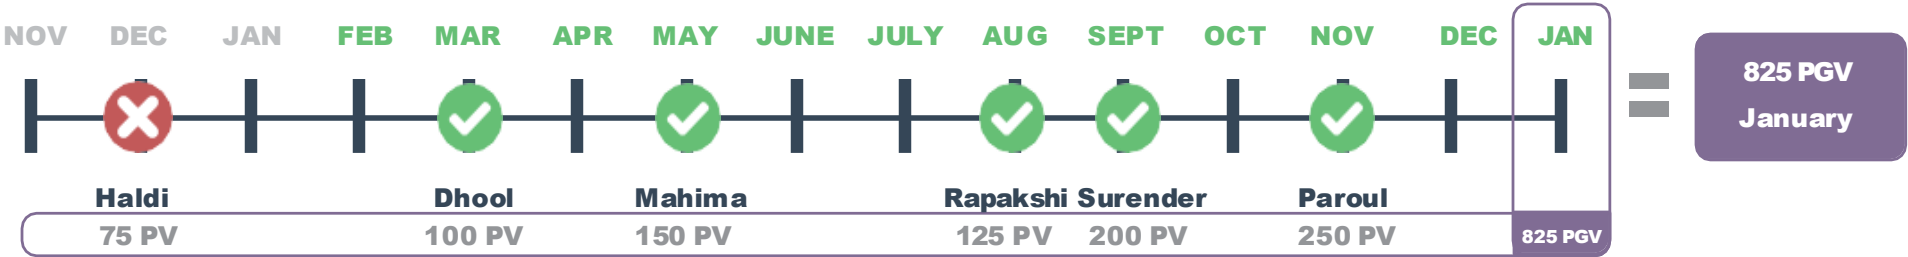 NOV DEC JAN FEB MAR APR MAY JUNE JULY AUG SEPT OCT NOV DEC JAN
825 PGV
January
Haldi Dhool Mahima Rapakshi Surender Paroul
75 PV 100 PV 150 PV 125 PV 200 PV 250 PV 825 PGV